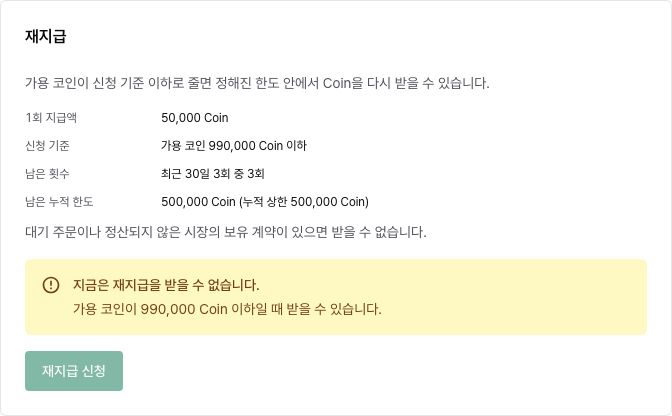 재지급
가용 코인이 신청 기준 이하로 줄면 정해진 한도 안에서 Coin을 다시 받을 수 있습니다.
1회 지급액 50,000 Coin
신청 기준 가용 코인 990,000 Coin 이하
남은 횟수 최근 30일 3회 중 3회
남은 누적 한도 500,000 Coin (누적 상한 500,000 Coin)
대기 주문이나 정산되지 않은 시장의 보유 계약이 있으면 받을 수 없습니다.
지금은 재지급을 받을 수 없습니다.
가용 코인이 990,000 Coin 이하일 때 받을 수 있습니다.
재지급 신청